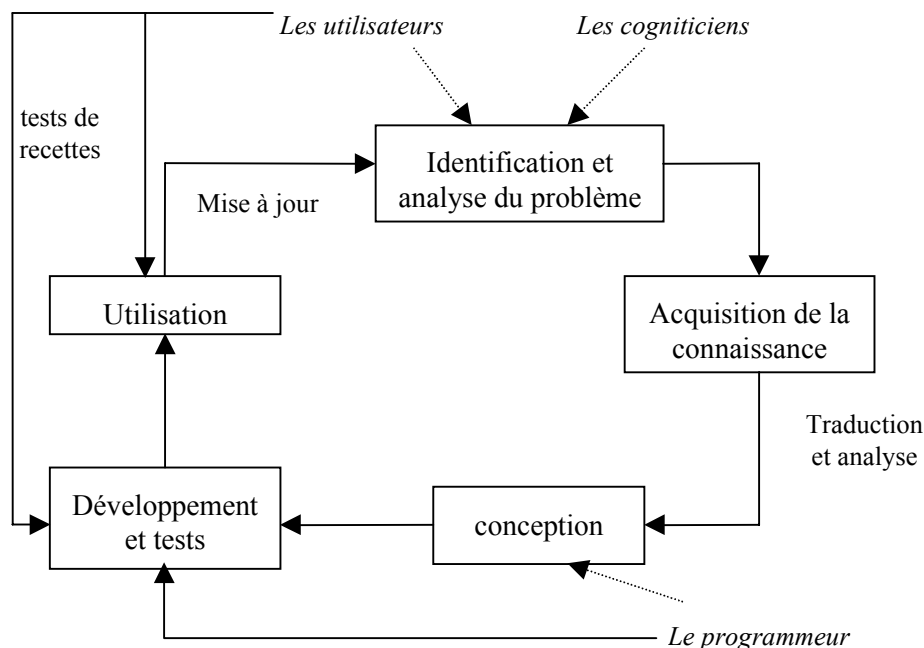 Les utilisateurs
Les cogniticiens
tests de
recettes
Identification et
analyse du problème
Mise à jour
Utilisation
Acquisition de la
connaissance
Traduction
et analyse
Développement
et tests
conception
Le programmeur